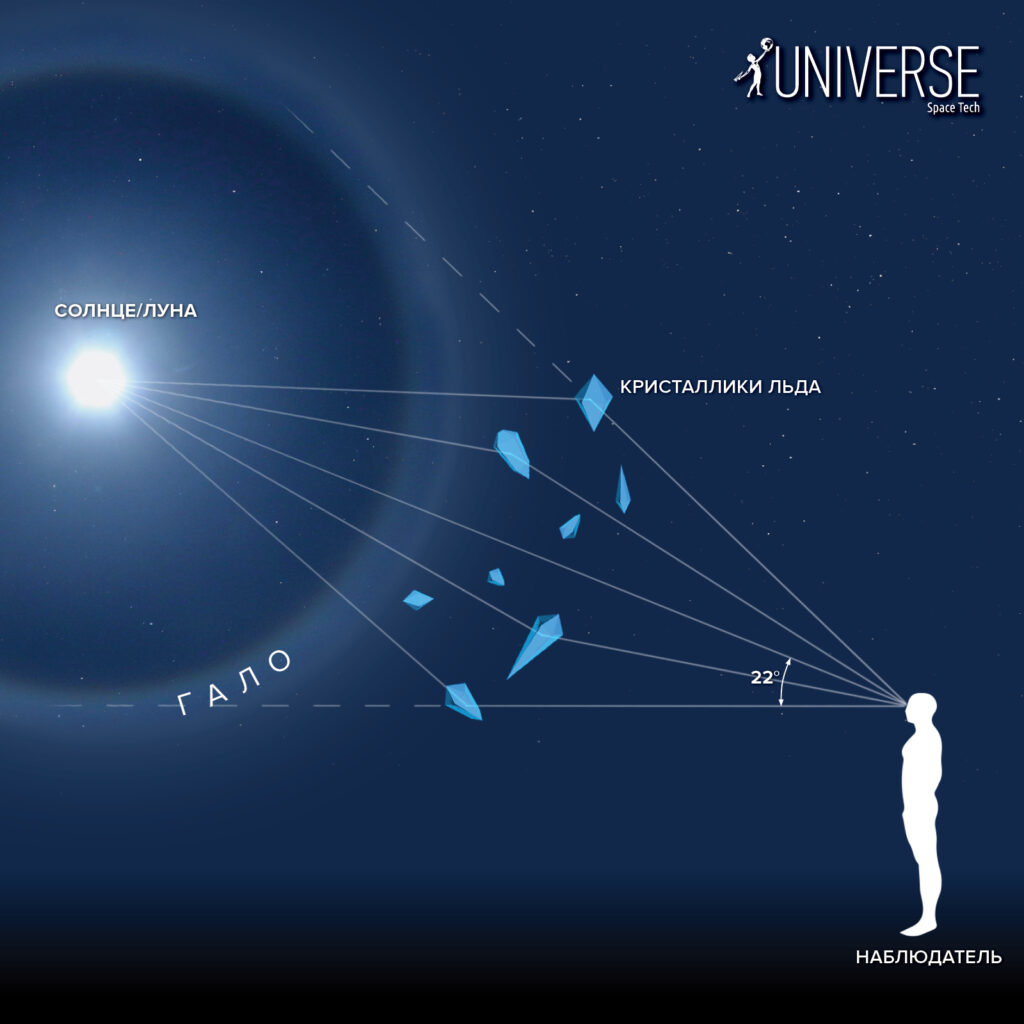 UNIVERSE
Space Tech
СОЛНЦЕ/ЛУНА
КРИСТАЛЛИКИ ЛЬДА
ГАЛО
22°
НАБЛЮДАТЕЛЬ